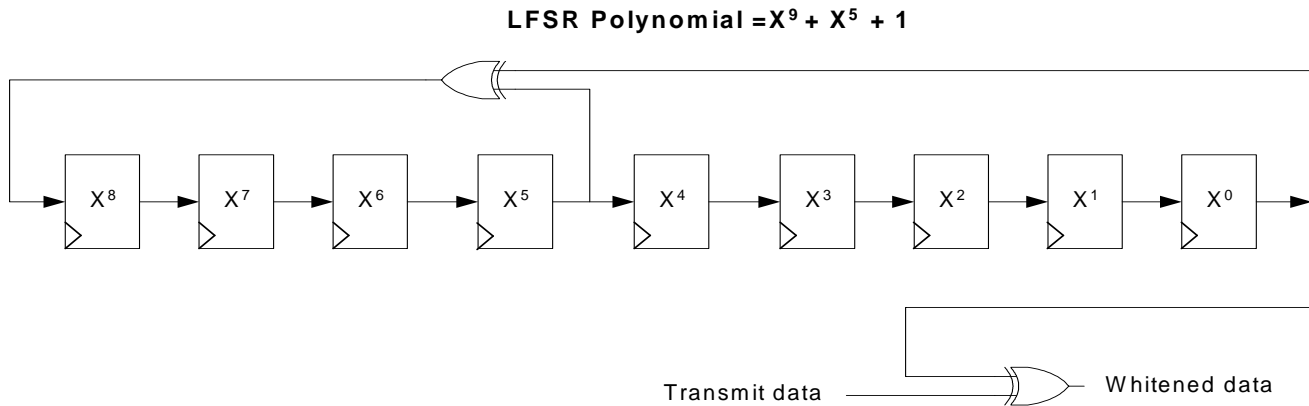 LFSR Polynomial =X⁹ + X⁵ + 1
X⁸ X⁷ X⁶ X⁵ X⁴ X³ X² X¹ X⁰
Transmit data Whitened data